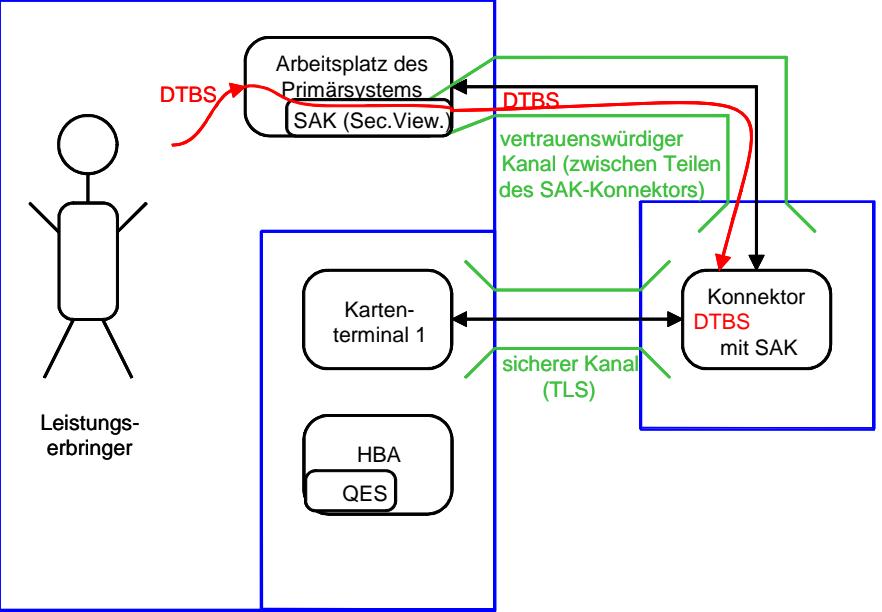 Arbeitsplatz des
Primärsystems
DTBS
SAK (Sec.View.)
DTBS
vertrauenswürdiger
Kanal (zwischen Teilen
des SAK-Konnektors)
Karten-
terminal 1
Konnektor
DTBS
mit SAK
sicherer Kanal
(TLS)
Leistungs-
erbringer
HBA
QES